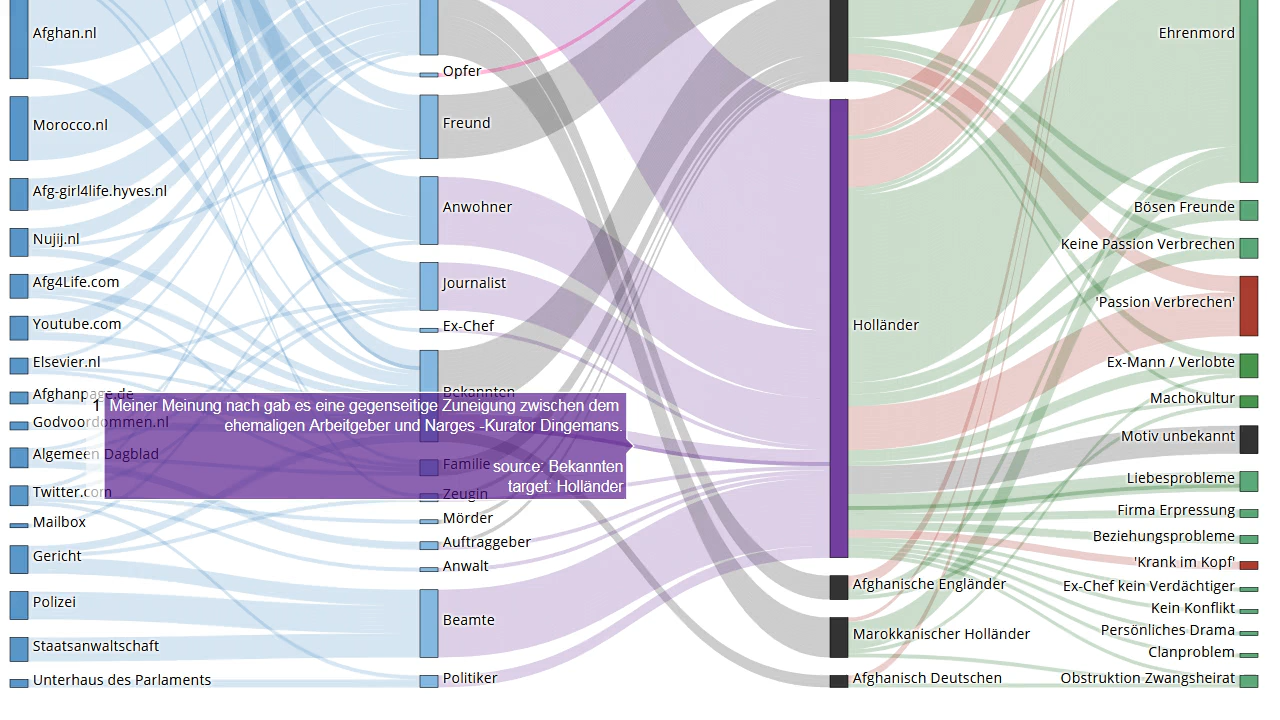 Afghan.nl
Morocco.nl
Afg-girl4life.hyves.nl
Nujij.nl
Afg4Life.com
Youtube.com
Elsevier.nl
Afghanpage.de
Godvoordommen.nl
Algemeen Dagblad
Twitter.com
Mailbox
Gericht
Polizei
Staatsanwaltschaft
Unterhaus des Parlaments
Opfer
Freund
Anwohner
Journalist
Ex-Chef
Bekannten
1 Meiner Meinung nach gab es eine gegenseitige Zuneigung zwischen dem
ehemaligen Arbeitgeber und Narges -Kurator Dingemans.
source: Bekannten
target: Holländer
Familie
Zeugin
Mörder
Auftraggeber
Anwalt
Beamte
Politiker
Holländer
Afghanische Engländer
Marokkanischer Holländer
Afghanisch Deutschen
Ehrenmord
Bösen Freunde
Keine Passion Verbrechen
'Passion Verbrechen'
Ex-Mann / Verlobte
Machokultur
Motiv unbekannt
Liebesprobleme
Firma Erpressung
Beziehungsprobleme
'Krank im Kopf'
Ex-Chef kein Verdächtiger
Kein Konflikt
Persönliches Drama
Clanproblem
Obstruktion Zwangsheirat